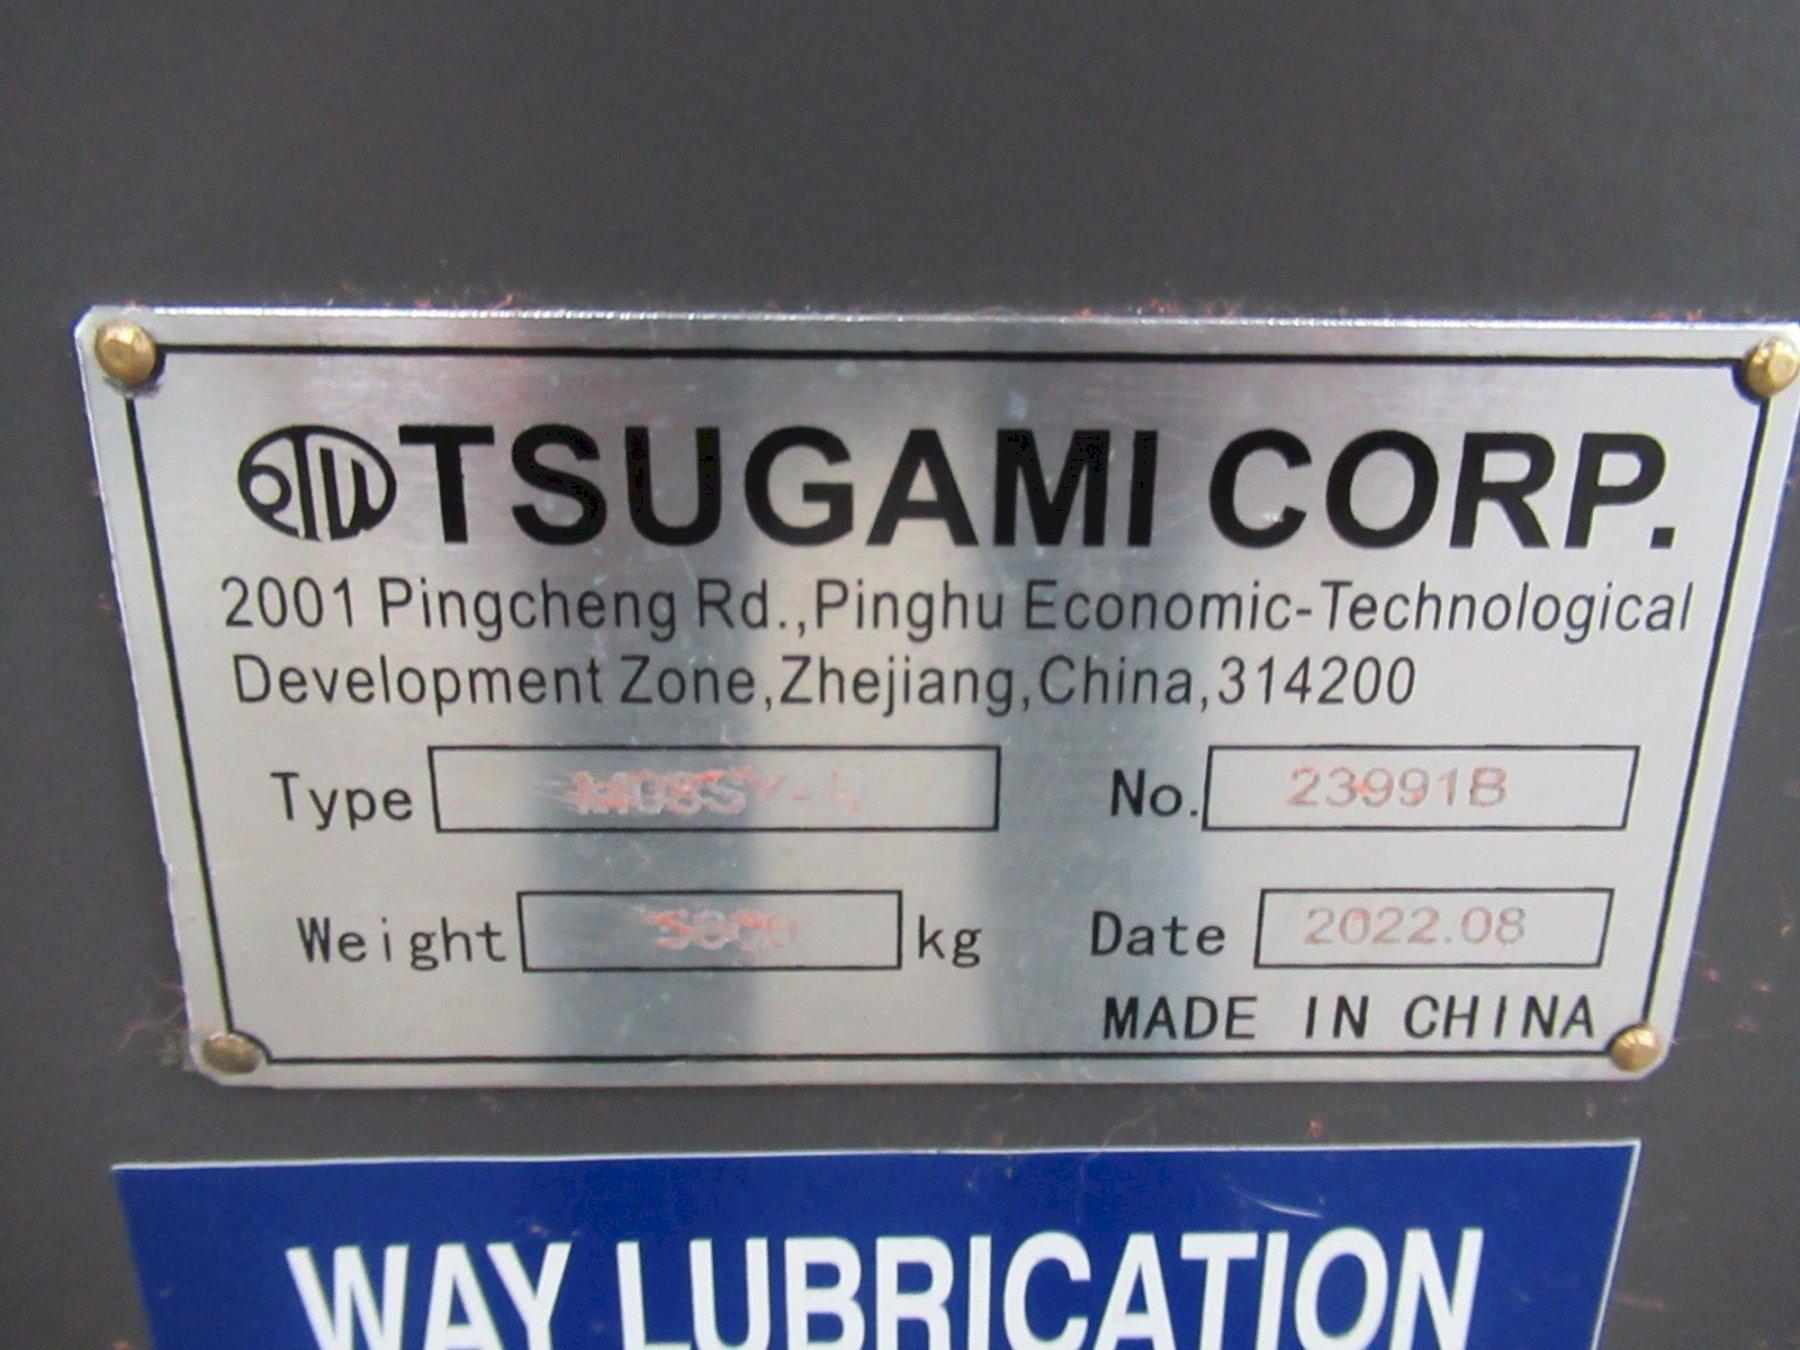 TSUGAMI CORP.
2001 Pingcheng Rd.,Pinghu Economic-Technological
Development Zone,Zhejiang,China,314200
Type M08SY- No. 23991B
Weight kg Date 2022.08
MADE IN CHINA
WAY LUBRICATION